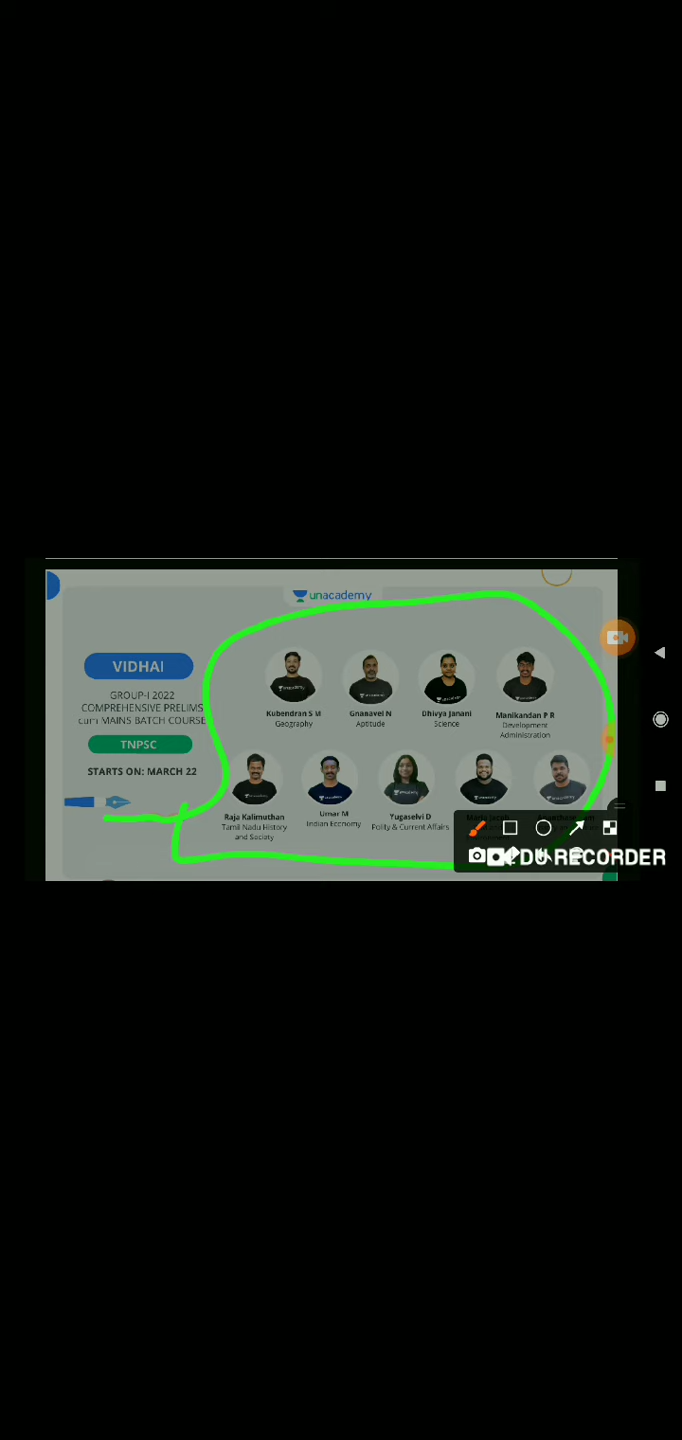 unacademy
VIDHAI
GROUP-I 2022
COMPREHENSIVE PRELIMS
cum MAINS BATCH COURSE
TNPSC
STARTS ON: MARCH 22
Kubendran S M
Geography
Gnanavel N
Aptitude
Dhivya Janani
Science
Manikandan P R
Development
Administration
Raja Kalimuthan
Tamil Nadu History
and Society
Umar M
Indian Economy
Yugaselvi D
Polity & Current Affairs
DU RECORDER